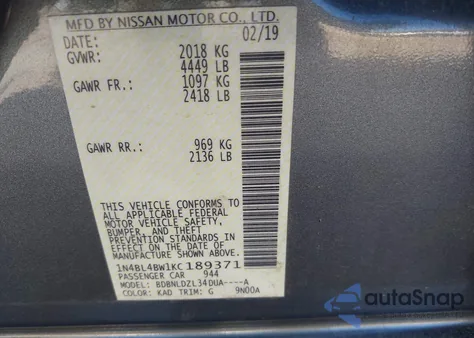 MFD BY NISSAN MOTOR CO., LTD.
DATE: 02/19
GVWR: 2018 KG
4449 LB
GAWR FR.: 1097 KG
2418 LB
GAWR RR.: 969 KG
2136 LB
THIS VEHICLE CONFORMS TO
ALL APPLICABLE FEDERAL
MOTOR VEHICLE SAFETY,
BUMPER, AND THEFT
PREVENTION STANDARDS IN
EFFECT ON THE DATE OF
MANUFACTURE SHOWN ABOVE.
1N4BL4BW1KC189371
PASSENGER CAR 944
MODEL: BDBNLDZL34DUA----A
COLOR: KAD TRIM: G 9N00A
autoSnap
AUTOMOTIVE DATABASE